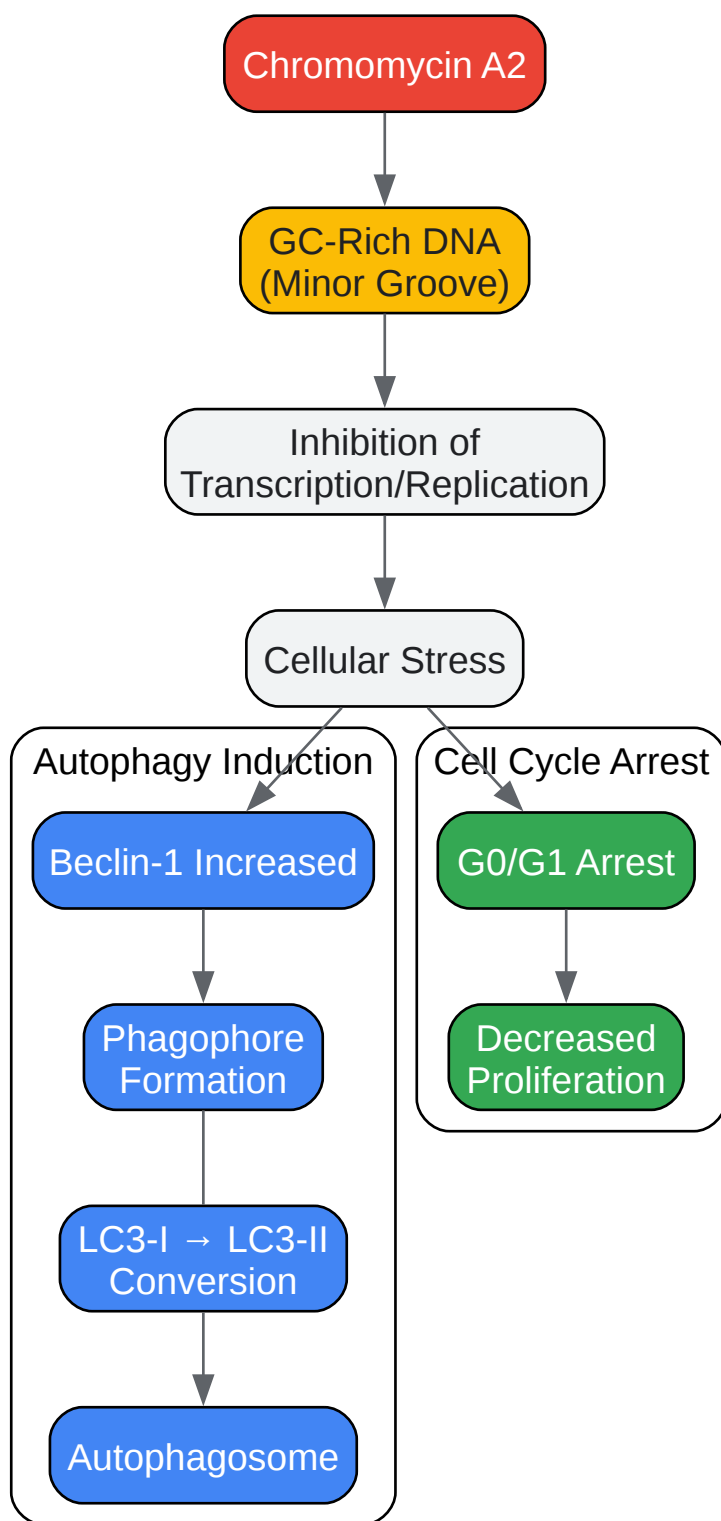 Chromomycin A2
GC-Rich DNA
(Minor Groove)
Inhibition of
Transcription/Replication
Cellular Stress
Autophagy Induction
Beclin-1 Increased
Phagophore
Formation
LC3-I → LC3-II
Conversion
Autophagosome
Cell Cycle Arrest
G0/G1 Arrest
Decreased
Proliferation